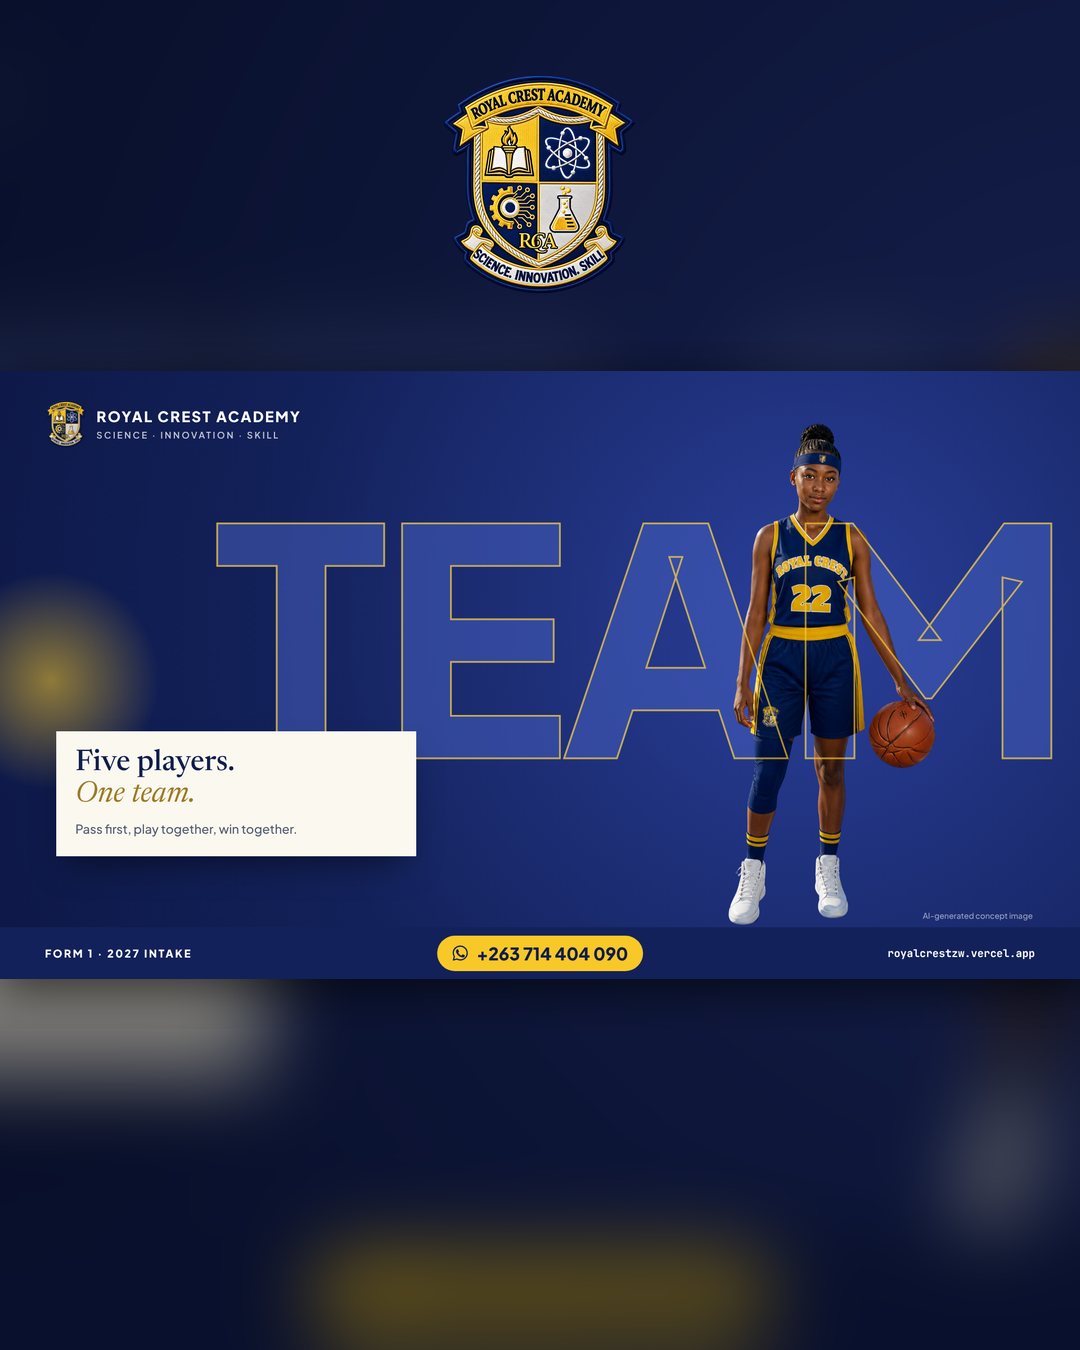 ROYAL CREST ACADEMY
RCA
SCIENCE. INNOVATION. SKILL
ROYAL CREST ACADEMY
SCIENCE · INNOVATION · SKILL
TEAM
ROYAL CREST
22
Five players.
One team.
Pass first, play together, win together.
AI-generated concept image
FORM 1 · 2027 INTAKE
+263 714 404 090
royalcrestzw.vercel.app